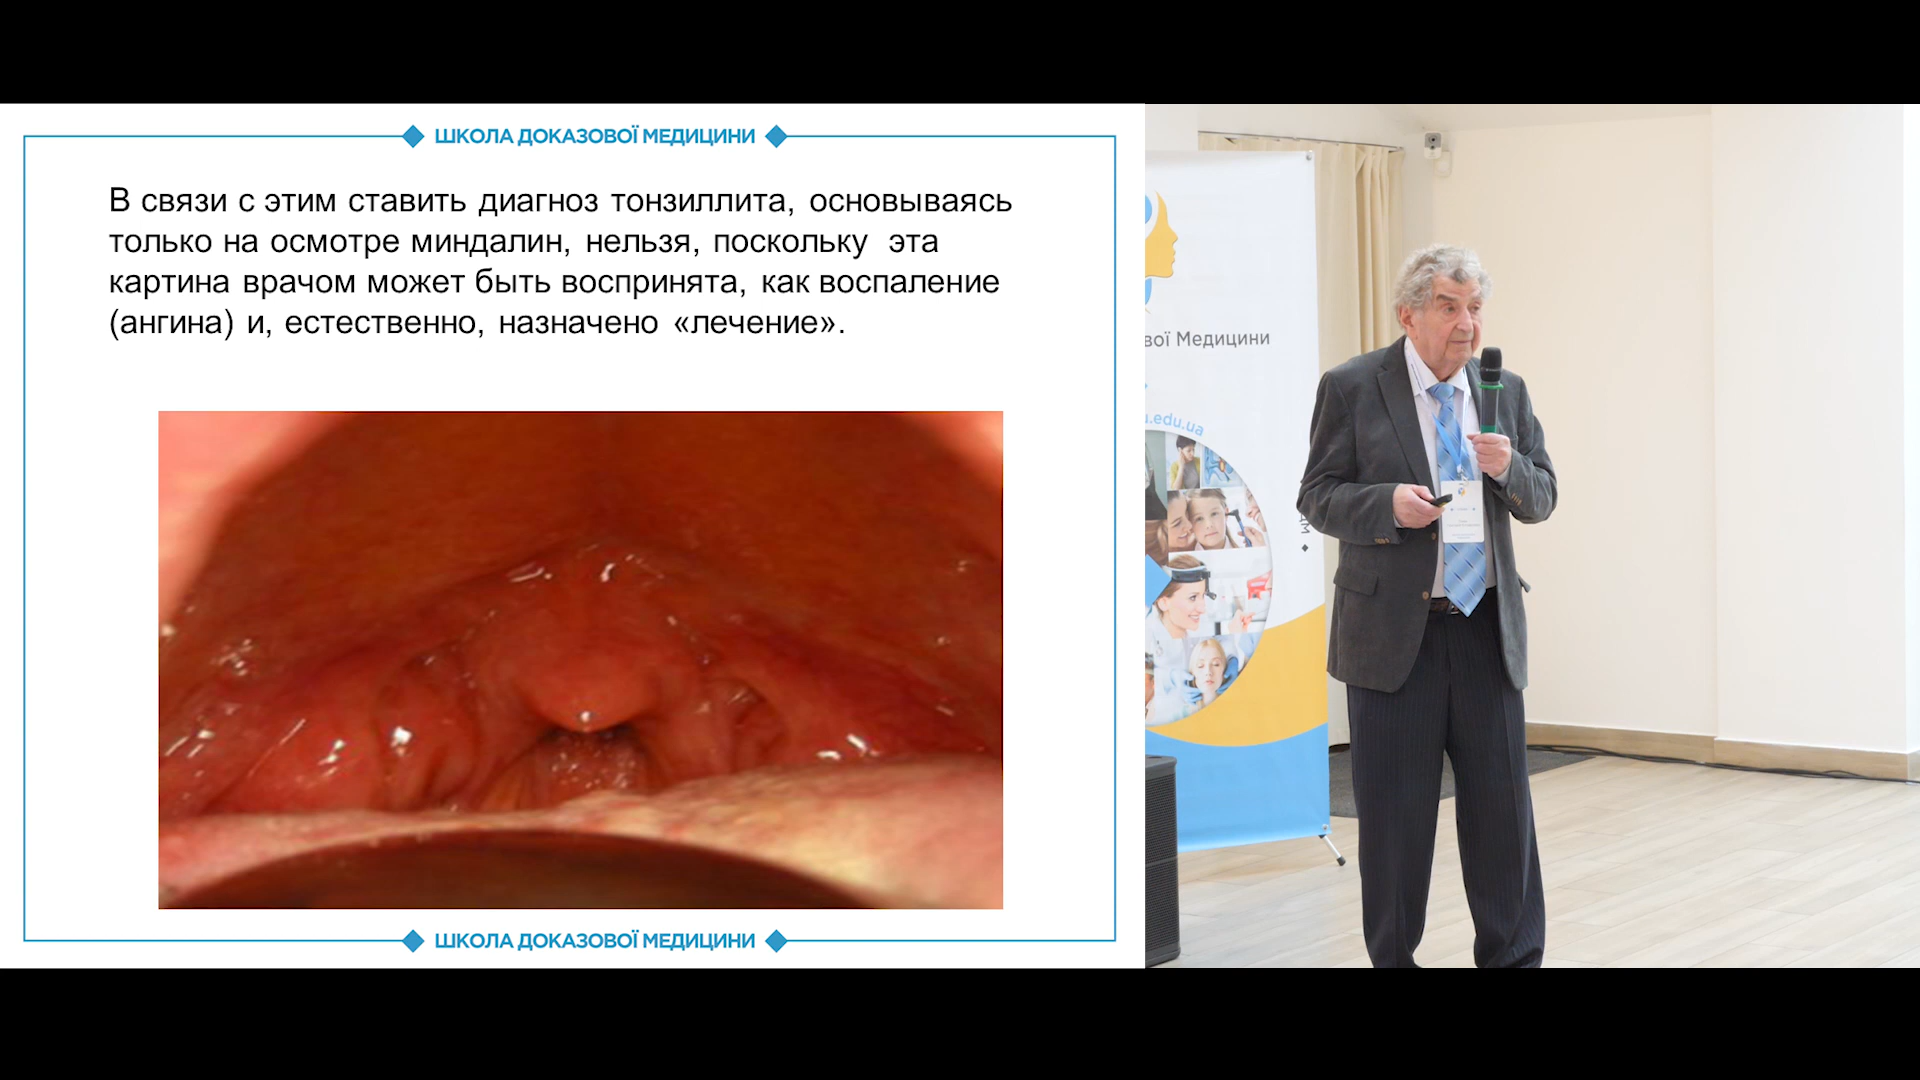 ШКОЛА ДОКАЗОВОЇ МЕДИЦИНИ
В связи с этим ставить диагноз тонзиллита, основываясь
только на осмотре миндалин, нельзя, поскольку эта
картина врачом может быть воспринята, как воспаление
(ангина) и, естественно, назначено «лечение».
ШКОЛА ДОКАЗОВОЇ МЕДИЦИНИ
вої Медицини
.edu.ua